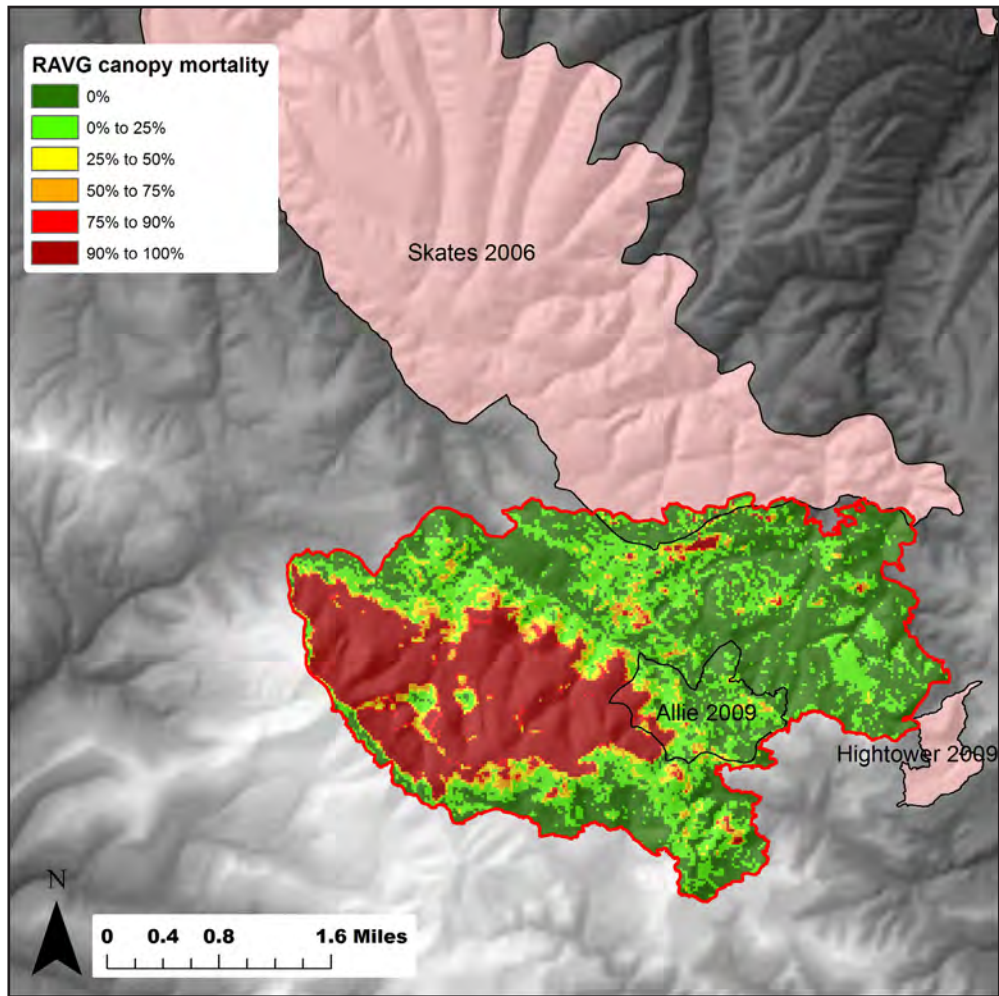 RAVG canopy mortality
0%
0% to 25%
25% to 50%
50% to 75%
75% to 90%
90% to 100%
Skates 2006
Allie 2009
Hightower 2009
N
0 0.4 0.8 1.6 Miles